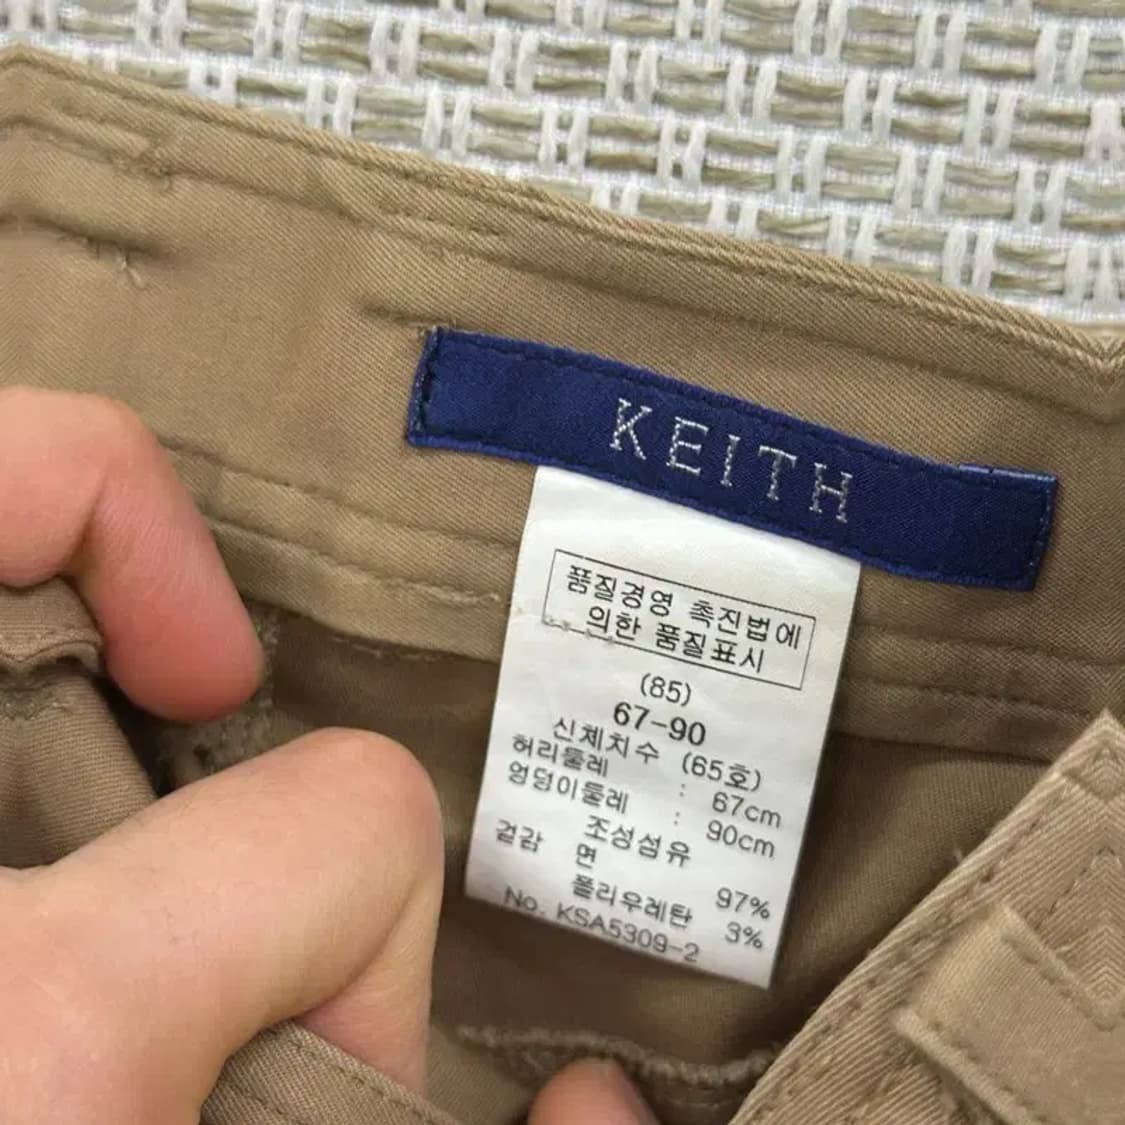 KEITH
품질경영 촉진법에
의한 품질표시
(85)
67-90
신체치수 (65호)
허리둘레 : 67cm
엉덩이둘레 : 90cm
조성섬유
겉감 면 97%
폴리우레탄 3%
No. KSA5309-2